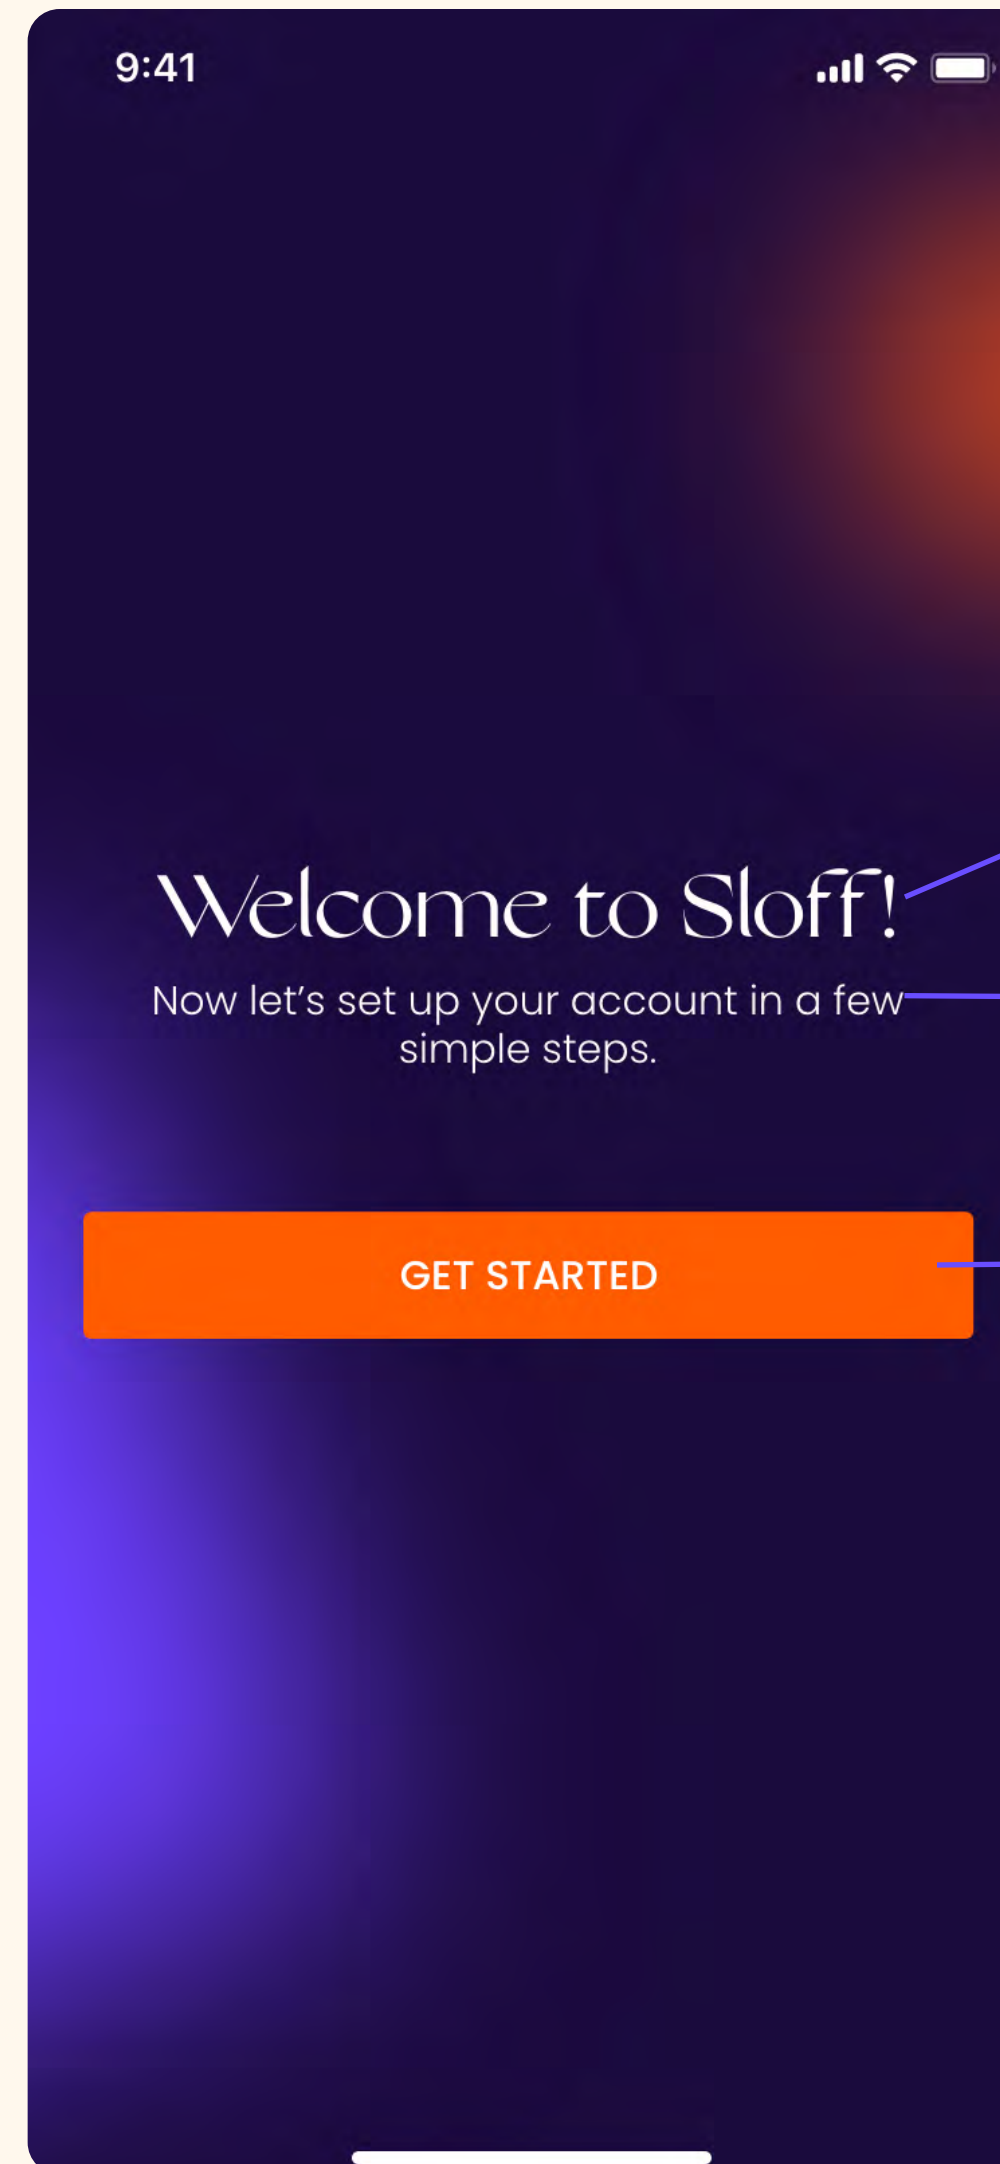 9:41
Welcome to Sloff!
Now let’s set up your account in a few
simple steps.
GET STARTED